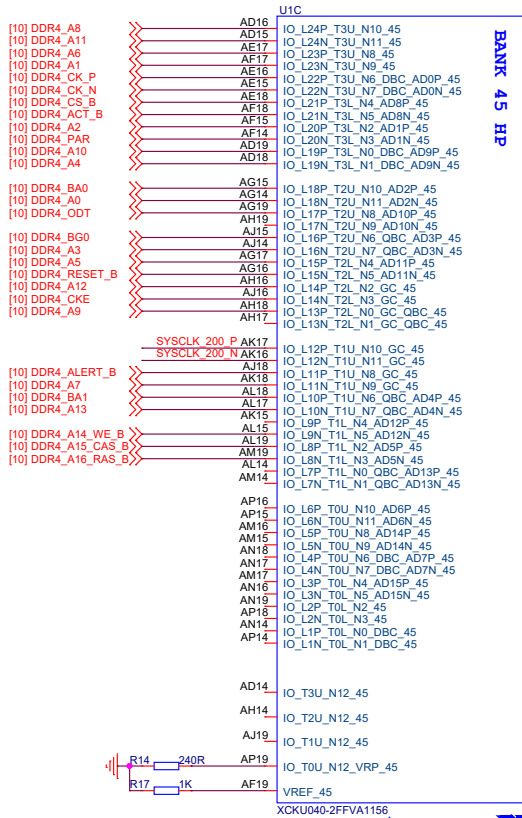 U1C
BANK 45 HP
[10] DDR4_A8 AD16 IO_L24P_T3U_N10_45
[10] DDR4_A11 AD15 IO_L24N_T3U_N11_45
[10] DDR4_A6 AE17 IO_L23P_T3U_N8_45
[10] DDR4_A1 AF17 IO_L23N_T3U_N9_45
[10] DDR4_CK_P AE16 IO_L22P_T3U_N6_DBC_AD0P_45
[10] DDR4_CK_N AE15 IO_L22N_T3U_N7_DBC_AD0N_45
[10] DDR4_CS_B AE18 IO_L21P_T3L_N4_AD8P_45
[10] DDR4_ACT_B AF18 IO_L21N_T3L_N5_AD8N_45
[10] DDR4_A2 AF15 IO_L20P_T3L_N2_AD1P_45
[10] DDR4_PAR AF14 IO_L20N_T3L_N3_AD1N_45
[10] DDR4_A10 AD19 IO_L19P_T3L_N0_DBC_AD9P_45
[10] DDR4_A4 AD18 IO_L19N_T3L_N1_DBC_AD9N_45
[10] DDR4_BA0 AG15 IO_L18P_T2U_N10_AD2P_45
[10] DDR4_A0 AG14 IO_L18N_T2U_N11_AD2N_45
[10] DDR4_ODT AG19 IO_L17P_T2U_N8_AD10P_45
AH19 IO_L17N_T2U_N9_AD10N_45
[10] DDR4_BG0 AJ15 IO_L16P_T2U_N6_QBC_AD3P_45
[10] DDR4_A3 AJ14 IO_L16N_T2U_N7_QBC_AD3N_45
[10] DDR4_A5 AG17 IO_L15P_T2L_N4_AD11P_45
[10] DDR4_RESET_B AG16 IO_L15N_T2L_N5_AD11N_45
[10] DDR4_A12 AH16 IO_L14P_T2L_N2_GC_45
[10] DDR4_CKE AJ16 IO_L14N_T2L_N3_GC_45
[10] DDR4_A9 AH18 IO_L13P_T2L_N0_GC_QBC_45
AH17 IO_L13N_T2L_N1_GC_QBC_45
SYSCLK_200_P AK17 IO_L12P_T1U_N10_GC_45
SYSCLK_200_N AK16 IO_L12N_T1U_N11_GC_45
[10] DDR4_ALERT_B AJ18 IO_L11P_T1U_N8_GC_45
[10] DDR4_A7 AK18 IO_L11N_T1U_N9_GC_45
[10] DDR4_BA1 AL18 IO_L10P_T1U_N6_QBC_AD4P_45
[10] DDR4_A13 AL17 IO_L10N_T1U_N7_QBC_AD4N_45
AK15 IO_L9P_T1L_N4_AD12P_45
[10] DDR4_A14_WE_B AL15 IO_L9N_T1L_N5_AD12N_45
[10] DDR4_A15_CAS_B AL19 IO_L8P_T1L_N2_AD5P_45
[10] DDR4_A16_RAS_B AM19 IO_L8N_T1L_N3_AD5N_45
AL14 IO_L7P_T1L_N0_QBC_AD13P_45
AM14 IO_L7N_T1L_N1_QBC_AD13N_45
AP16 IO_L6P_T0U_N10_AD6P_45
AP15 IO_L6N_T0U_N11_AD6N_45
AM16 IO_L5P_T0U_N8_AD14P_45
AM15 IO_L5N_T0U_N9_AD14N_45
AN18 IO_L4P_T0U_N6_DBC_AD7P_45
AN17 IO_L4N_T0U_N7_DBC_AD7N_45
AM17 IO_L3P_T0L_N4_AD15P_45
AN16 IO_L3N_T0L_N5_AD15N_45
AN19 IO_L2P_T0L_N2_45
AP18 IO_L2N_T0L_N3_45
AN14 IO_L1P_T0L_N0_DBC_45
AP14 IO_L1N_T0L_N1_DBC_45
AD14 IO_T3U_N12_45
AH14 IO_T2U_N12_45
AJ19 IO_T1U_N12_45
R14 240R AP19 IO_T0U_N12_VRP_45
R17 1K AF19 VREF_45
XCKU040-2FFVA1156